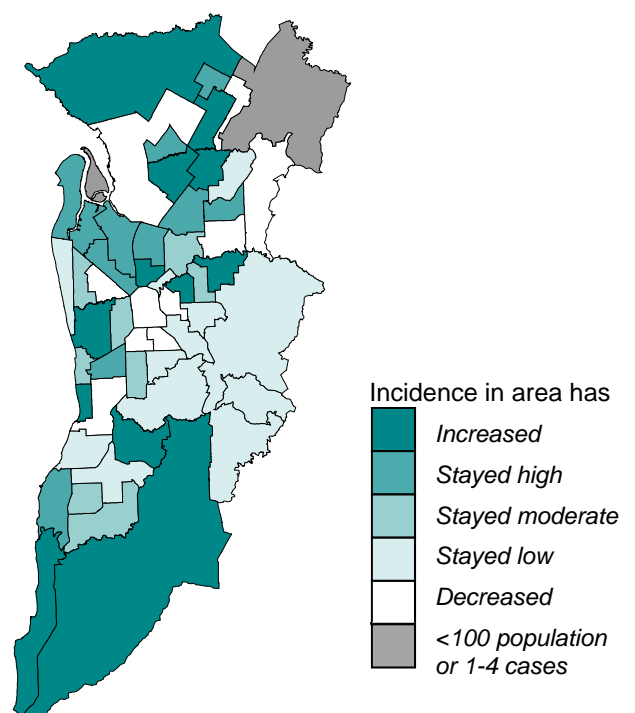 Incidence in area has
Increased
Stayed high
Stayed moderate
Stayed low
Decreased
<100 population
or 1-4 cases